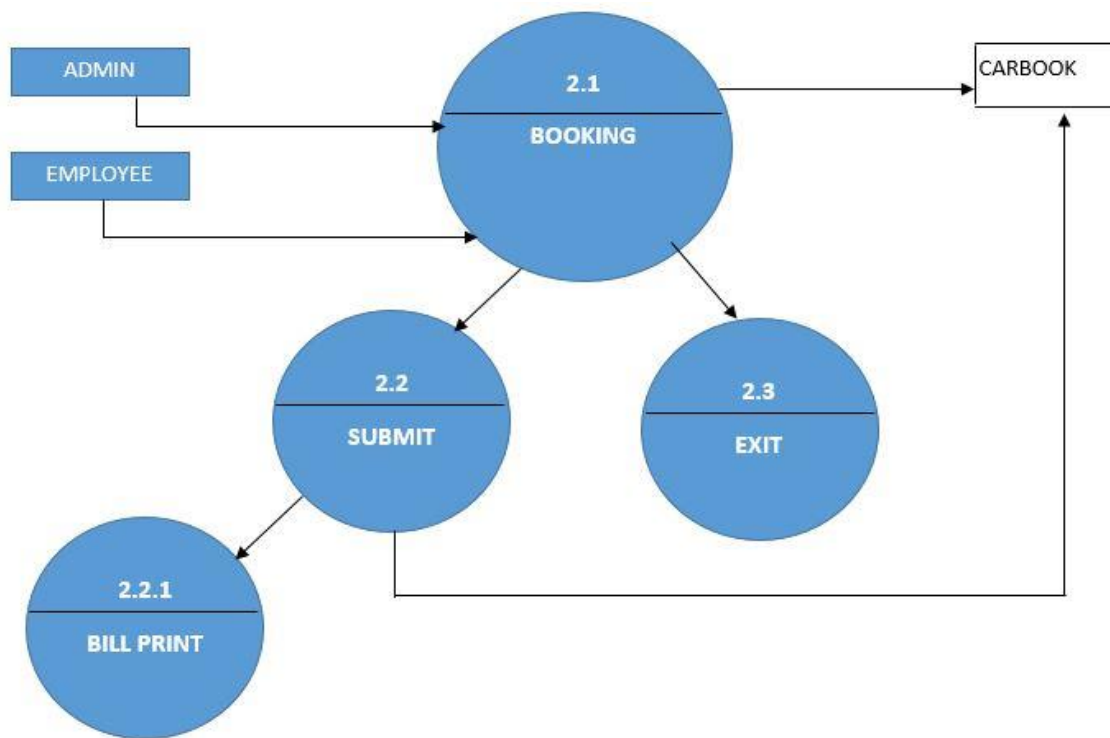 ADMIN
EMPLOYEE
2.1
BOOKING
CARBOOK
2.2
SUBMIT
2.3
EXIT
2.2.1
BILL PRINT